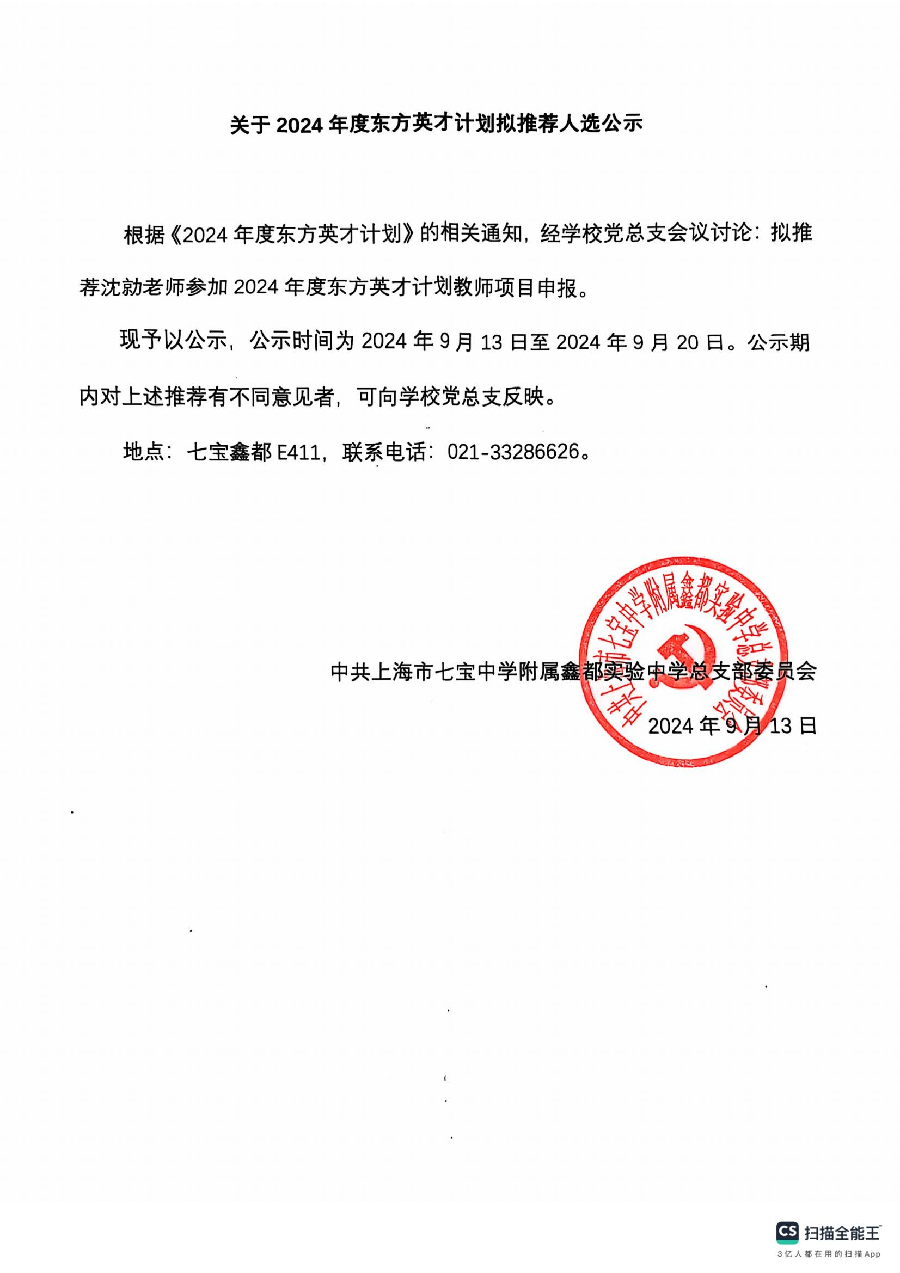 关于 2024 年度东方英才计划拟推荐人选公示
根据《2024 年度东方英才计划》的相关通知，经学校党总支会议讨论：拟推
荐沈勍老师参加 2024 年度东方英才计划教师项目申报。
现予以公示，公示时间为 2024 年 9 月 13 日至 2024 年 9 月 20 日。公示期
内对上述推荐有不同意见者，可向学校党总支反映。
地点：七宝鑫都 E411，联系电话：021-33286626。
中共上海市七宝中学附属鑫都实验中学总支部委员会
中共上海市七宝中学附属鑫都实验中学总支部委员会
2024 年 9 月 13 日
CS 扫描全能王
3亿人都在用的扫描App